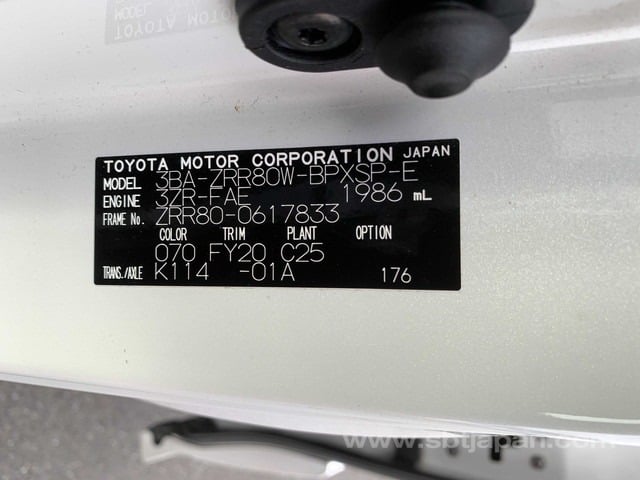 TOYOTA MOTOR CORPORATION JAPAN
MODEL 3BA-ZRR80W-BPXSP-E
ENGINE 3ZR-FAE 1986 mL
FRAME No. ZRR80-0617833
COLOR TRIM PLANT OPTION
070 FY20 C25
TRANS./AXLE K114 -01A 176
www.sbtjapan.com